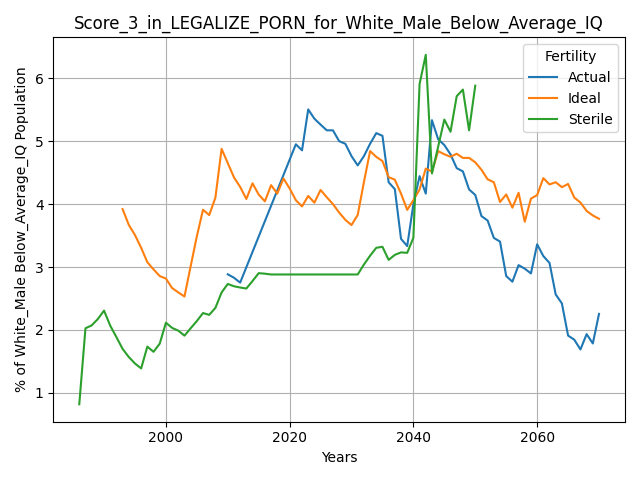 Score_3_in_LEGALIZE_PORN_for_White_Male_Below_Average_IQ
% of White_Male Below_Average_IQ Population
6
5
4
3
2
1
Fertility
Actual
Ideal
Sterile
2000 2020 2040 2060
Years